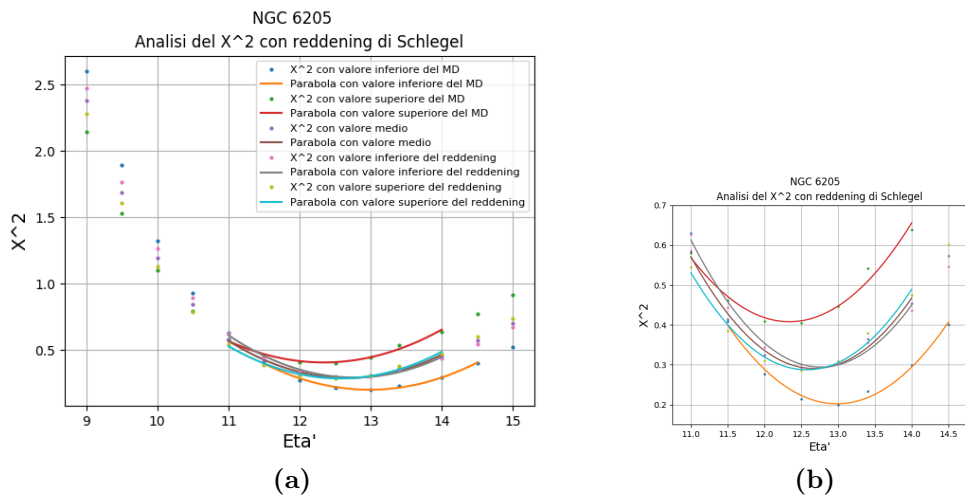 NGC 6205
Analisi del X^2 con reddening di Schlegel
X^2 con valore inferiore del MD
Parabola con valore inferiore del MD
X^2 con valore superiore del MD
Parabola con valore superiore del MD
X^2 con valore medio
Parabola con valore medio
X^2 con valore inferiore del reddening
Parabola con valore inferiore del reddening
X^2 con valore superiore del reddening
Parabola con valore superiore del reddening
2.5
2.0
1.5
1.0
0.5
X^2
9 10 11 12 13 14 15
Eta'
(a)
NGC 6205
Analisi del X^2 con reddening di Schlegel
0.7
0.6
0.5
0.4
0.3
0.2
X^2
11.0 11.5 12.0 12.5 13.0 13.5 14.0 14.5
Eta'
(b)